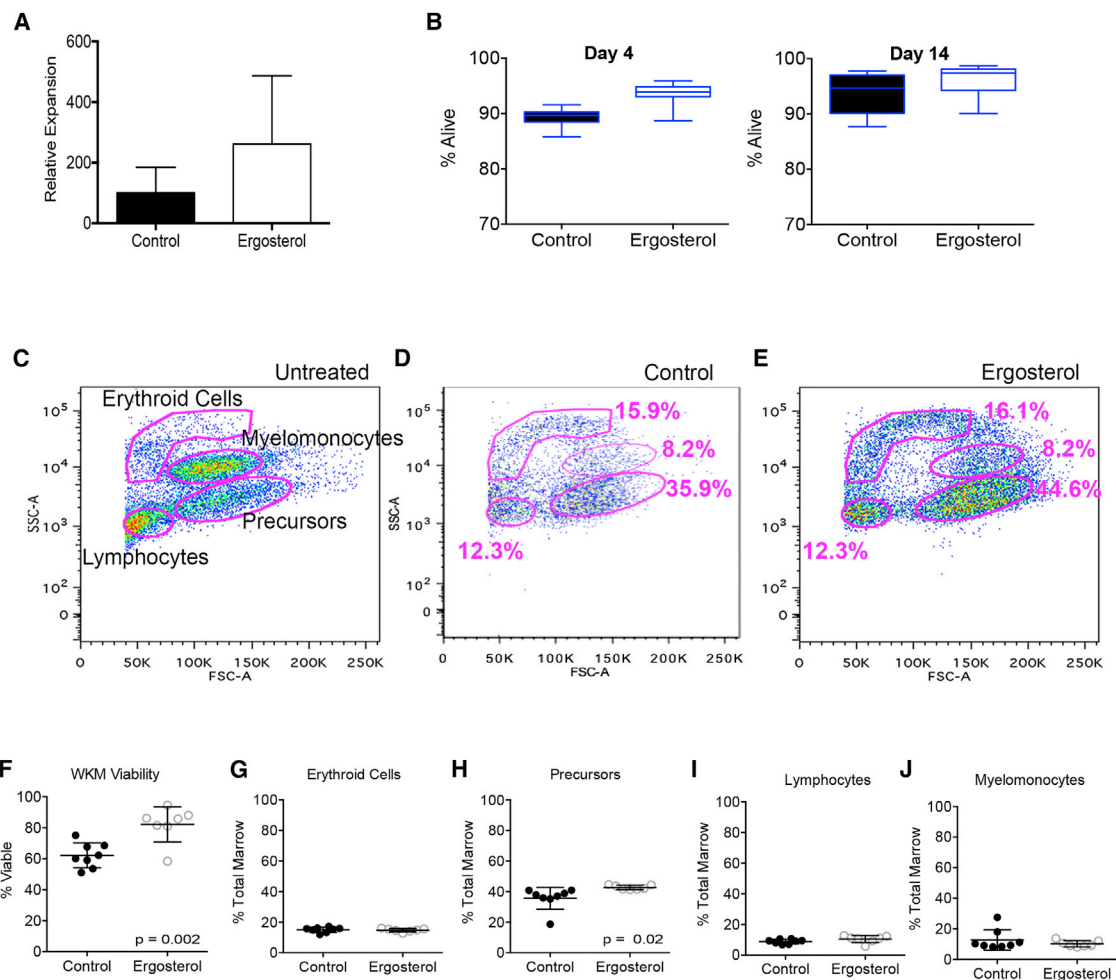 A
600
400
200
0
Relative Expansion
Control
Ergosterol
B
Day 4
100
90
80
70
% Alive
Control
Ergosterol
Day 14
100
90
80
70
% Alive
Control
Ergosterol
C
Untreated
Erythroid Cells
Myelomonocytes
Precursors
Lymphocytes
10^5
10^4
10^3
10^2
0
SSC-A
0 50K 100K 150K 200K 250K
FSC-A
D
Control
15.9%
8.2%
35.9%
12.3%
10^5
10^4
10^3
10^2
0
SSC-A
0 50K 100K 150K 200K 250K
FSC-A
E
Ergosterol
16.1%
8.2%
44.6%
12.3%
10^5
10^4
10^3
10^2
0
SSC-A
0 50K 100K 150K 200K 250K
FSC-A
F
WKM Viability
100
80
60
40
20
0
% Viable
p = 0.002
Control
Ergosterol
G
Erythroid Cells
100
80
60
40
20
0
% Total Marrow
Control
Ergosterol
H
Precursors
100
80
60
40
20
0
% Total Marrow
p = 0.02
Control
Ergosterol
I
Lymphocytes
100
80
60
40
20
0
% Total Marrow
Control
Ergosterol
J
Myelomonocytes
100
80
60
40
20
0
% Total Marrow
Control
Ergosterol